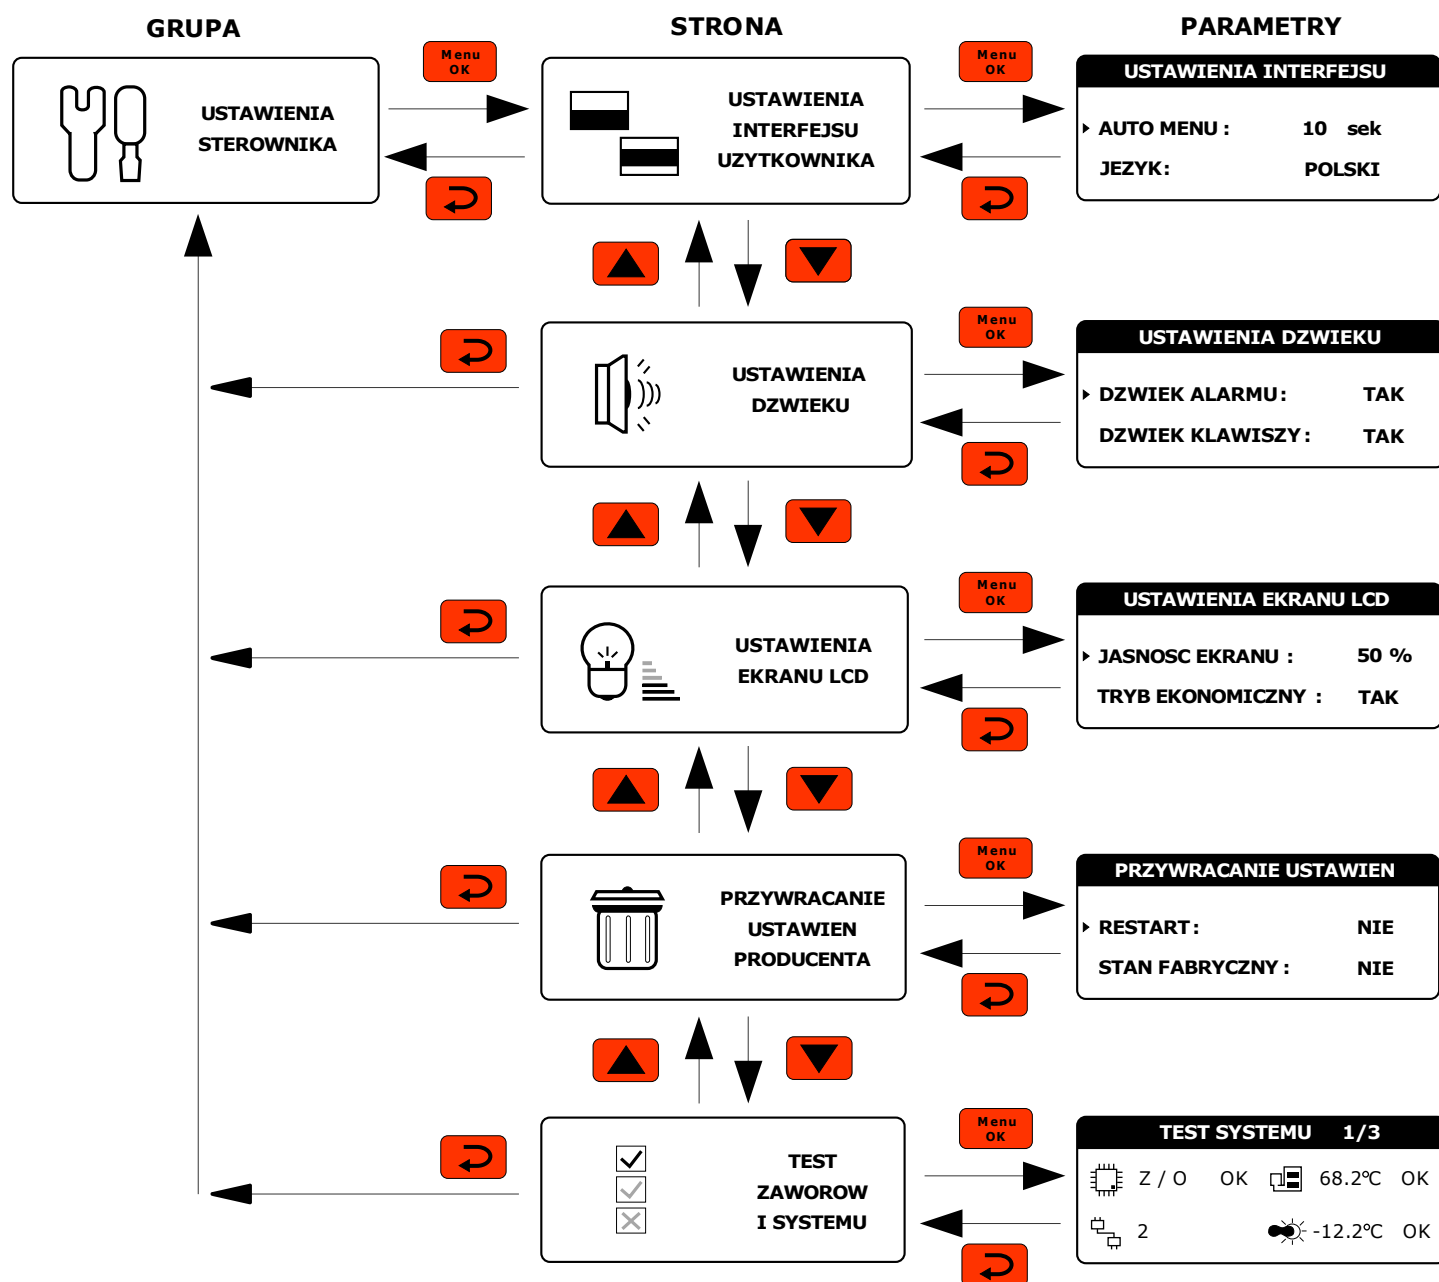 GRUPA
STRONA
PARAMETRY
USTAWIENIA
STEROWNIKA
Menu
OK
USTAWIENIA
INTERFEJSU
UZYTKOWNIKA
Menu
OK
USTAWIENIA INTERFEJSU
AUTO MENU : 10 sek
JEZYK: POLSKI
USTAWIENIA
DZWIEKU
Menu
OK
USTAWIENIA DZWIEKU
DZWIEK ALARMU: TAK
DZWIEK KLAWISZY: TAK
USTAWIENIA
EKRANU LCD
Menu
OK
USTAWIENIA EKRANU LCD
JASNOSC EKRANU : 50 %
TRYB EKONOMICZNY : TAK
PRZYWRACANIE
USTAWIEN
PRODUCENTA
Menu
OK
PRZYWRACANIE USTAWIEN
RESTART: NIE
STAN FABRYCZNY: NIE
TEST
ZAWOROW
I SYSTEMU
Menu
OK
TEST SYSTEMU 1/3
Z / O OK 68.2°C OK
2 -12.2°C OK